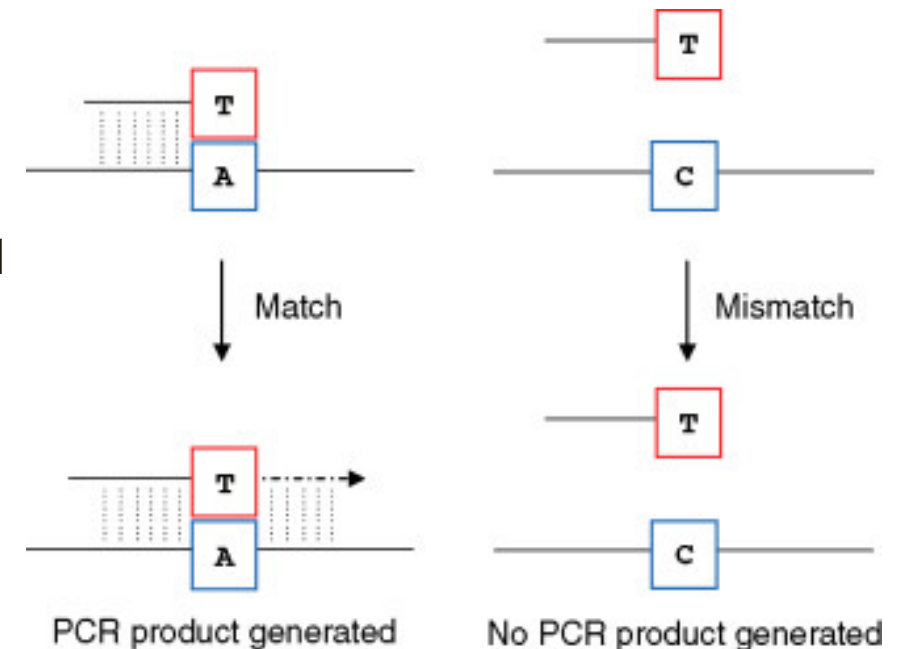 T
T
A
C
Match
Mismatch
T
T
A
C
PCR product generated
No PCR product generated